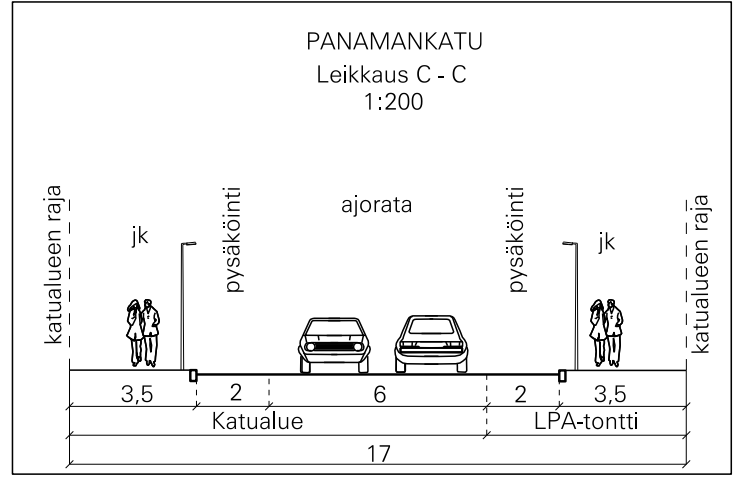 PANAMANKATU
Leikkaus C - C
1:200
katualueen raja
jk
pysäköinti
ajorata
pysäköinti
jk
katualueen raja
3,5
2
6
2
3,5
Katualue
LPA-tontti
17